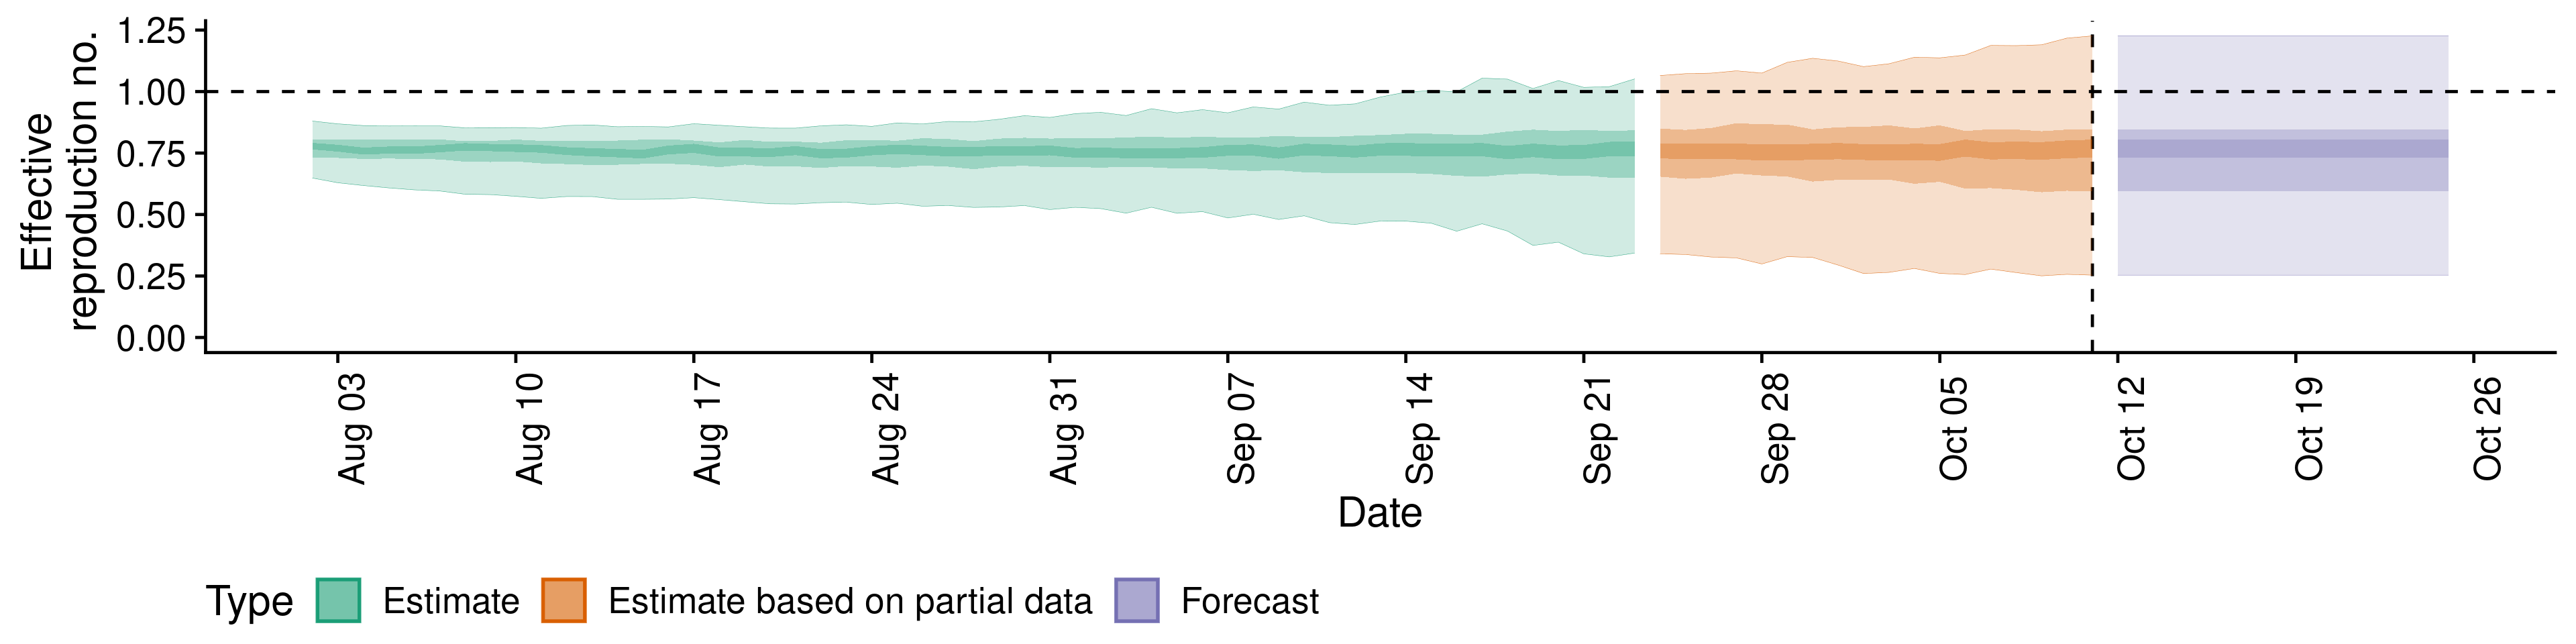 Effective
reproduction no.
1.25
1.00
0.75
0.50
0.25
0.00
Aug 03
Aug 10
Aug 17
Aug 24
Aug 31
Sep 07
Sep 14
Sep 21
Sep 28
Oct 05
Oct 12
Oct 19
Oct 26
Date
Type Estimate Estimate based on partial data Forecast